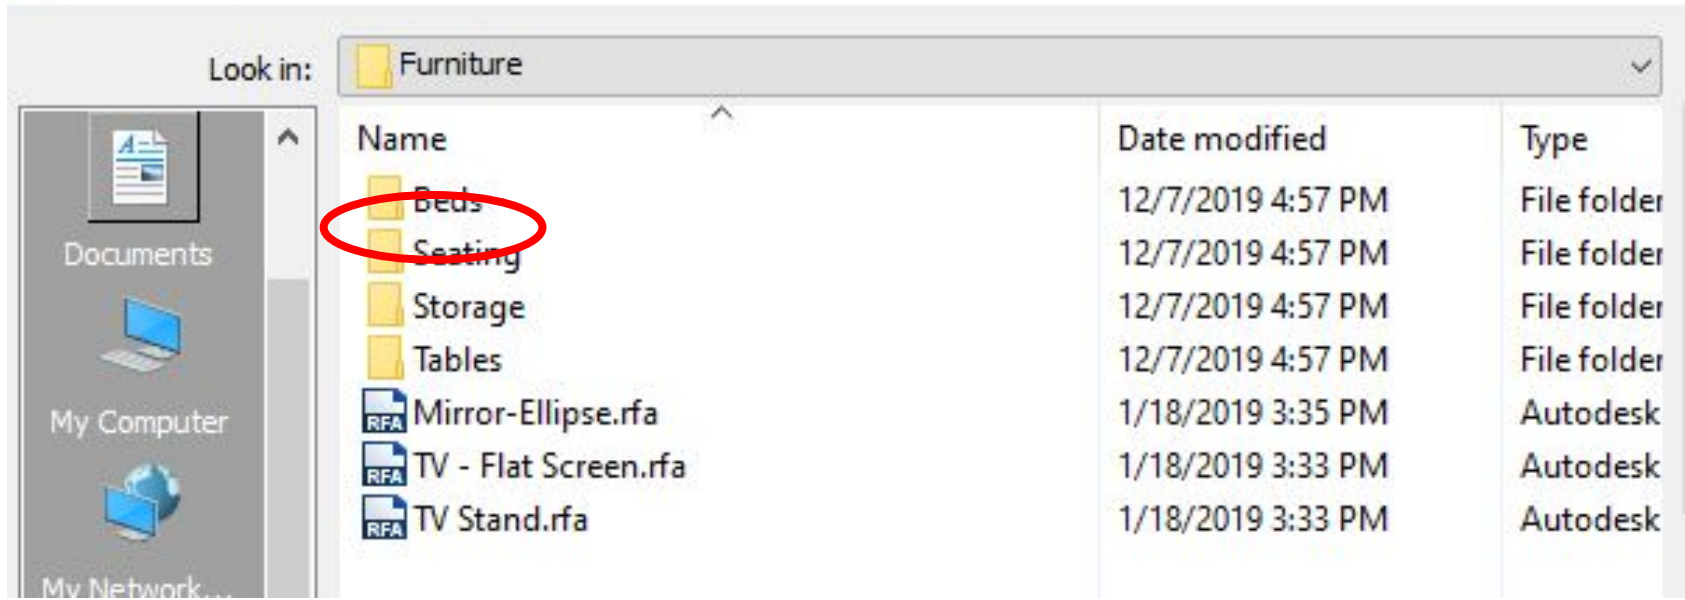 Look in: Furniture
Name Date modified Type
Beds 12/7/2019 4:57 PM File folder
Seating 12/7/2019 4:57 PM File folder
Storage 12/7/2019 4:57 PM File folder
Tables 12/7/2019 4:57 PM File folder
RFA Mirror-Ellipse.rfa 1/18/2019 3:35 PM Autodesk
RFA TV - Flat Screen.rfa 1/18/2019 3:33 PM Autodesk
RFA TV Stand.rfa 1/18/2019 3:33 PM Autodesk
Documents
My Computer
My Network...